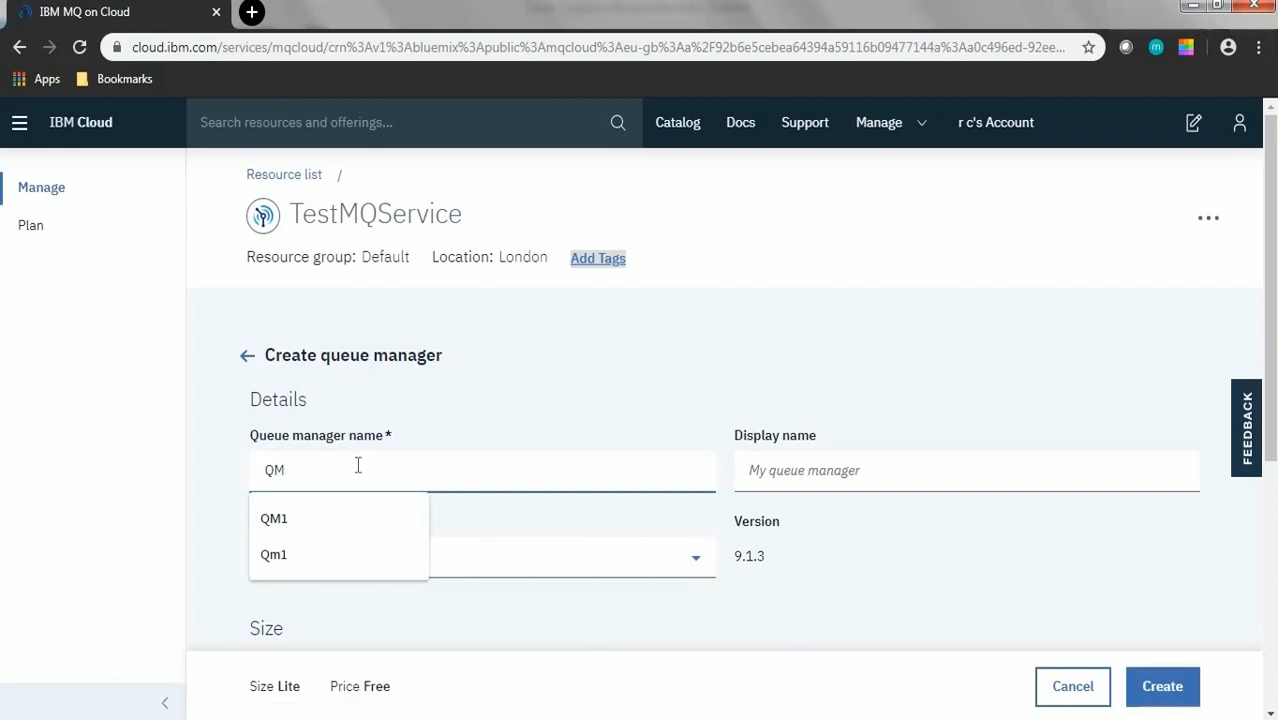 IBM MQ on Cloud
cloud.ibm.com/services/mqcloud/crn%3Av1%3Abluemix%3Apublic%3Amqcloud%3Aeu-gb%3Aa%2F92b6e5cebea64394a59116b09477144a%3Aa0c496ed-92ee...
Apps Bookmarks
IBM Cloud Search resources and offerings... Catalog Docs Support Manage r c's Account
Manage
Plan
Resource list /
TestMQService
Resource group: Default Location: London Add Tags
Create queue manager
Details
Queue manager name* Display name
QM My queue manager
QM1
Qm1
Version
9.1.3
Size
Size Lite Price Free Cancel Create
FEEDBACK